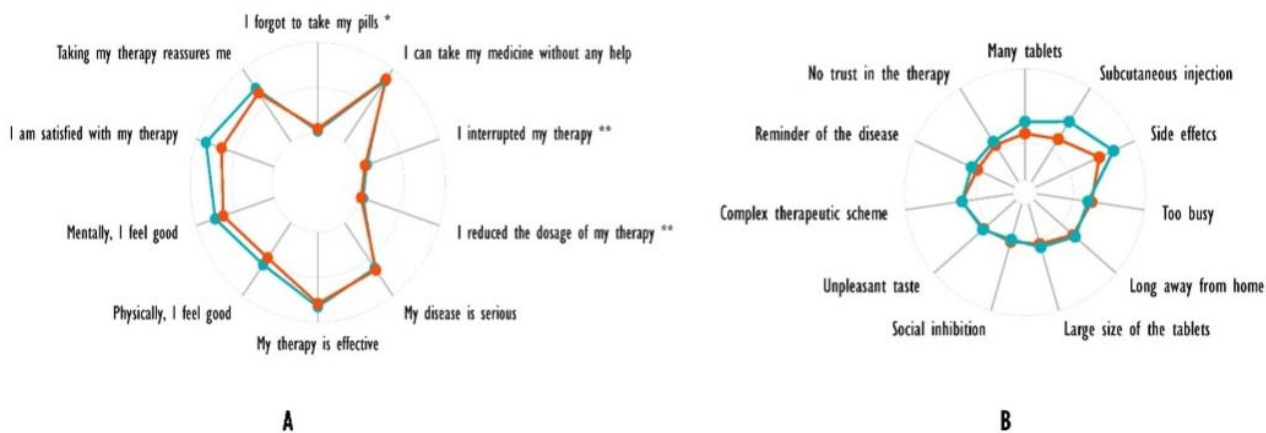 I forgot to take my pills *
I can take my medicine without any help
I interrupted my therapy **
I reduced the dosage of my therapy **
My disease is serious
My therapy is effective
Physically, I feel good
Mentally, I feel good
I am satisfied with my therapy
Taking my therapy reassures me
A
Many tablets
Subcutaneous injection
Side effetcs
Too busy
Long away from home
Large size of the tablets
Social inhibition
Unpleasant taste
Complex therapeutic scheme
Reminder of the disease
No trust in the therapy
B